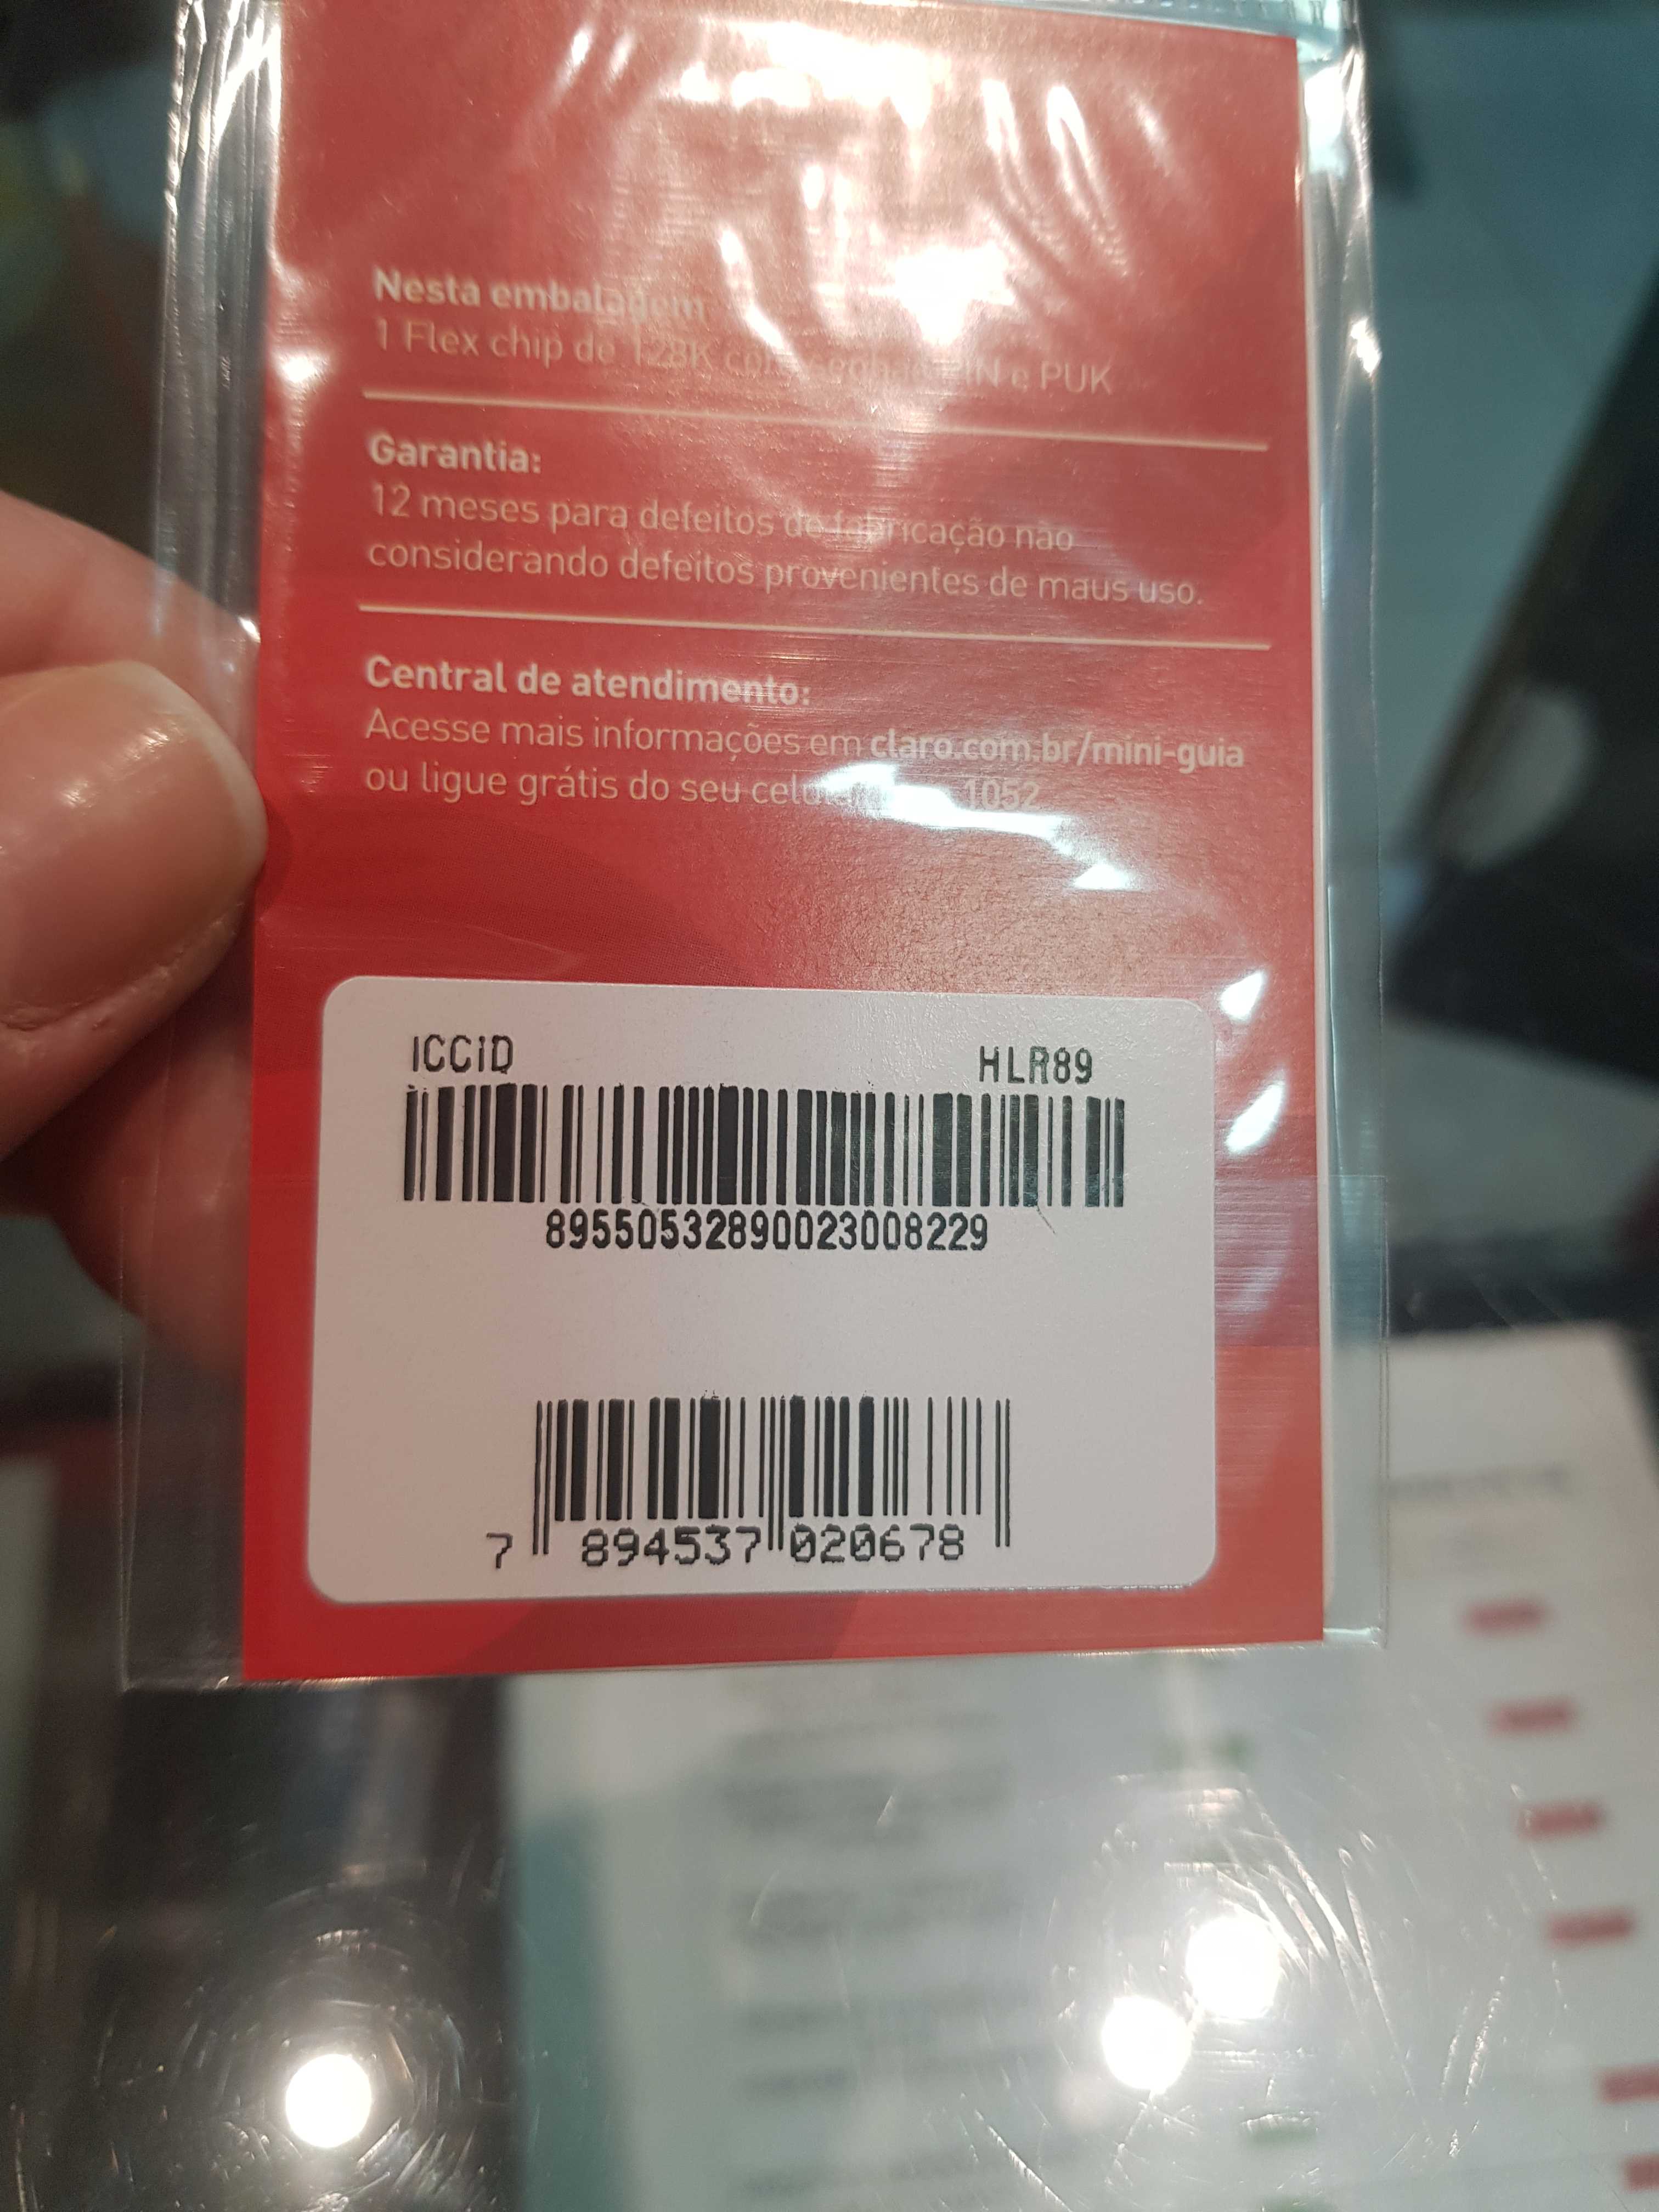 Nesta embalagem
1 Flex chip de 128K com senhas PIN e PUK
Garantia:
12 meses para defeitos de fabricação não
considerando defeitos provenientes de maus uso.
Central de atendimento:
Acesse mais informações em claro.com.br/mini-guia
ou ligue grátis do seu celular 1052
ICCID HLR89
89550532890023008229
7 894537 020678